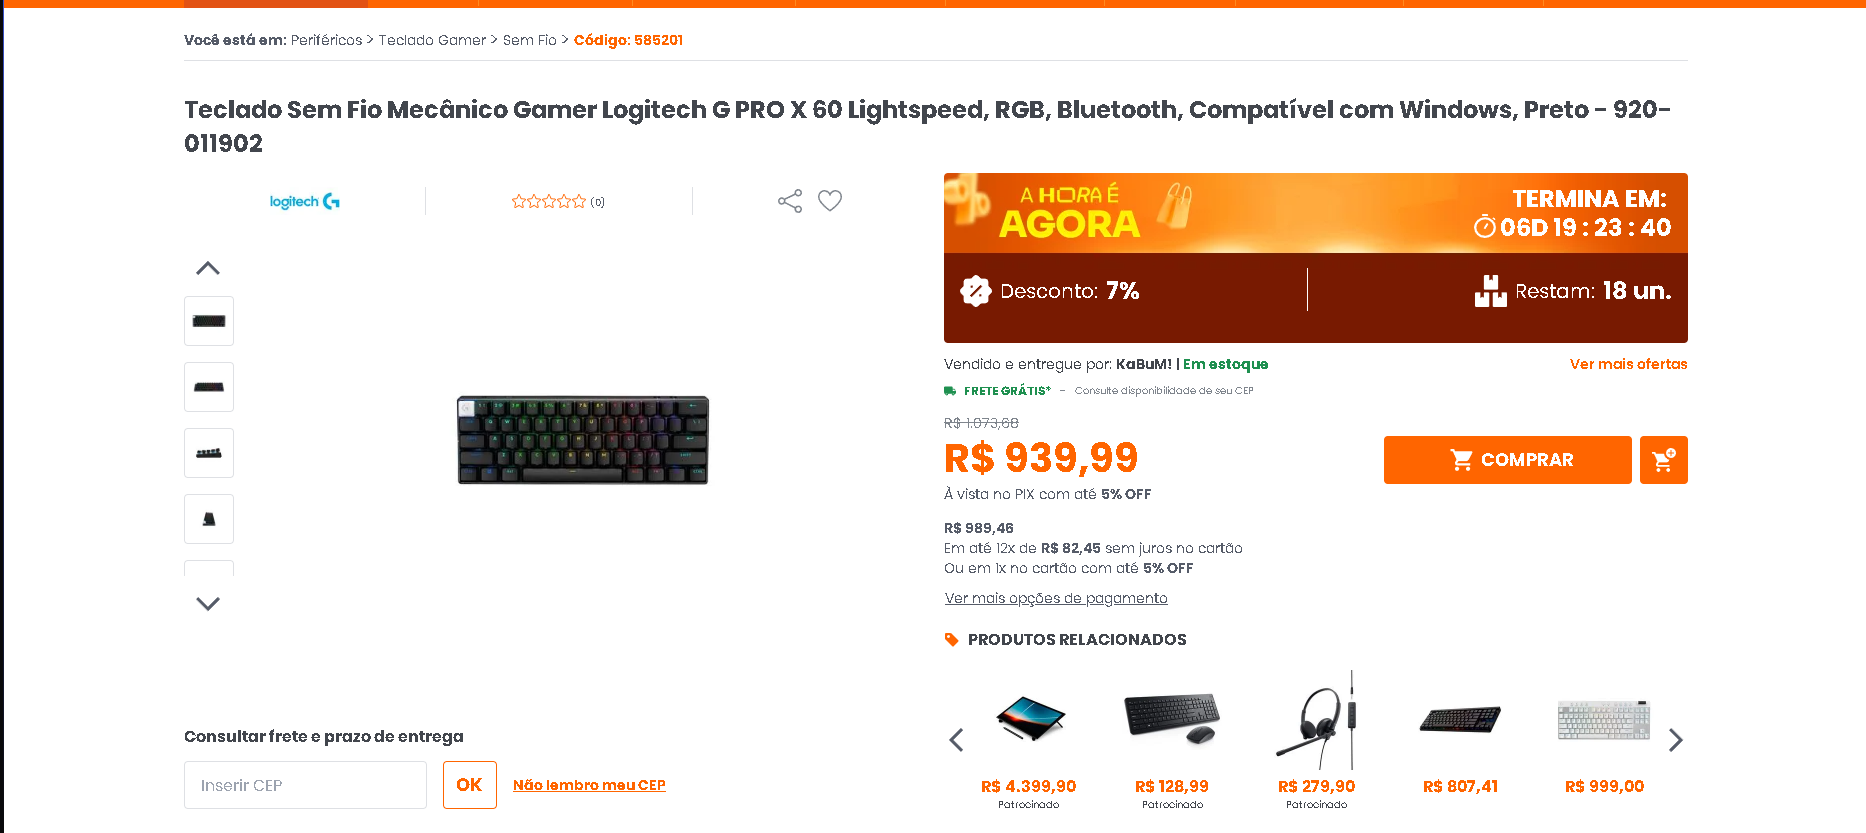 Você está em: Periféricos > Teclado Gamer > Sem Fio > Código: 585201
Teclado Sem Fio Mecânico Gamer Logitech G PRO X 60 Lightspeed, RGB, Bluetooth, Compatível com Windows, Preto - 920-
011902
logitech G
(0)
A HORA É
AGORA
TERMINA EM:
06D 19 : 23 : 40
Desconto: 7%
Restam: 18 un.
Vendido e entregue por: KaBuM! | Em estoque
Ver mais ofertas
FRETE GRÁTIS* - Consulte disponibilidade de seu CEP
R$ 1.073,68
R$ 939,99
COMPRAR
À vista no PIX com até 5% OFF
R$ 989,46
Em até 12x de R$ 82,45 sem juros no cartão
Ou em 1x no cartão com até 5% OFF
Ver mais opções de pagamento
PRODUTOS RELACIONADOS
R$ 4.399,90
Patrocinado
R$ 128,99
Patrocinado
R$ 279,90
Patrocinado
R$ 807,41
R$ 999,00
Consultar frete e prazo de entrega
Inserir CEP
OK
Não lembro meu CEP